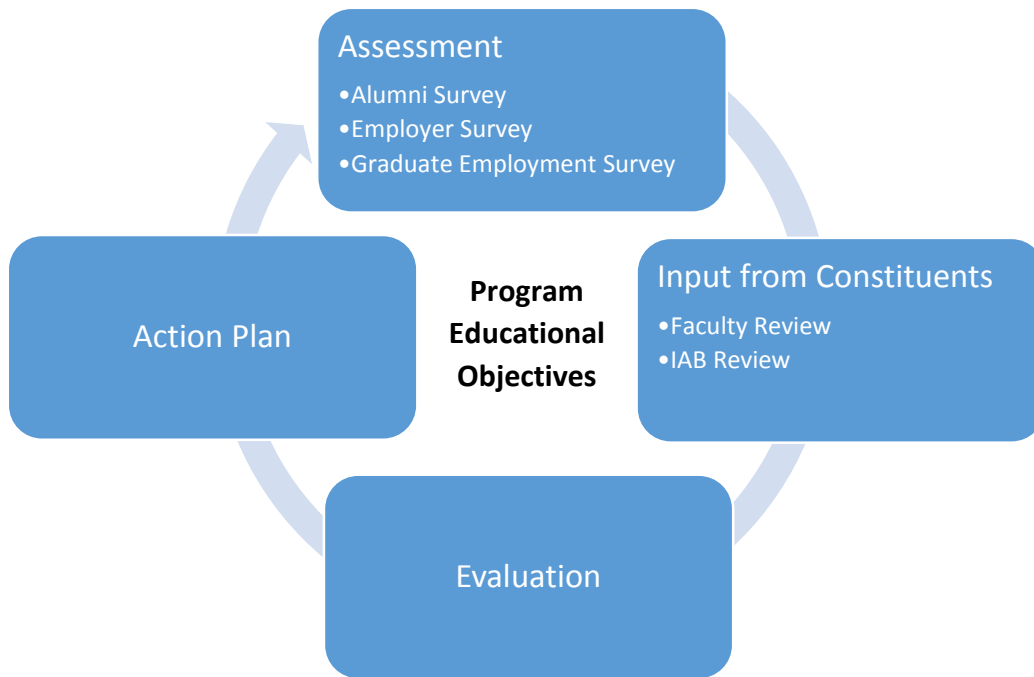 Assessment
•Alumni Survey
•Employer Survey
•Graduate Employment Survey
Input from Constituents
•Faculty Review
•IAB Review
Evaluation
Action Plan
Program
Educational
Objectives